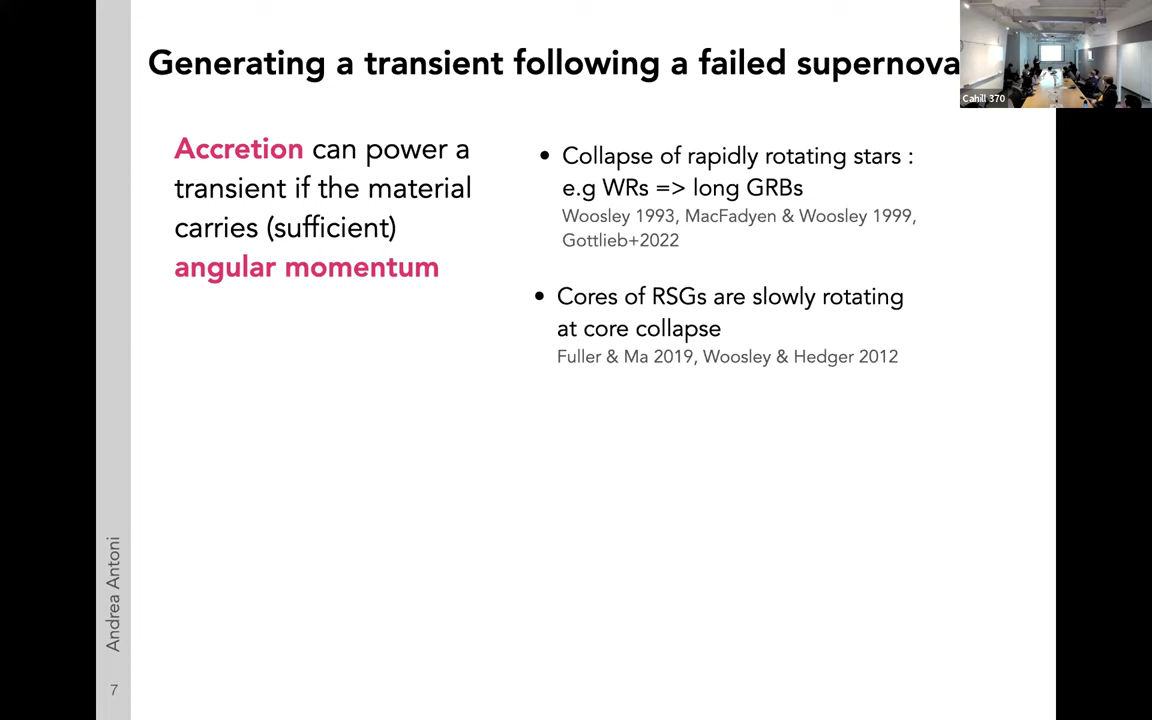 Generating a transient following a failed supernova
Cahill 370
Accretion can power a
transient if the material
carries (sufficient)
angular momentum
• Collapse of rapidly rotating stars :
e.g WRs => long GRBs
Woosley 1993, MacFadyen & Woosley 1999,
Gottlieb+2022
• Cores of RSGs are slowly rotating
at core collapse
Fuller & Ma 2019, Woosley & Hedger 2012
Andrea Antoni
7